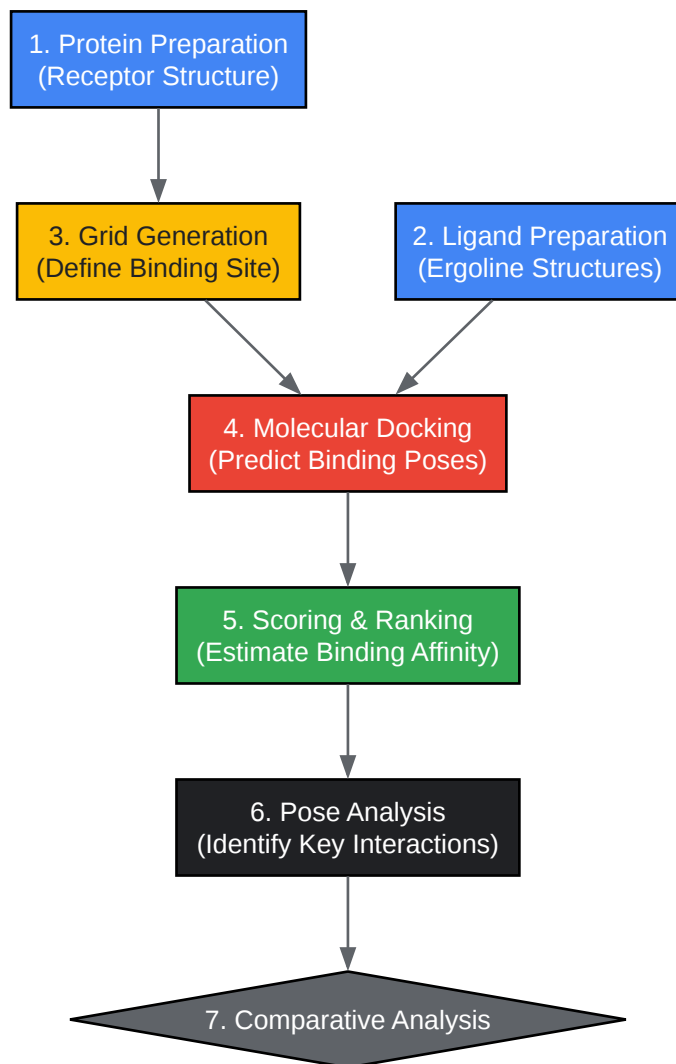 1. Protein Preparation
(Receptor Structure)
3. Grid Generation
(Define Binding Site)
2. Ligand Preparation
(Ergoline Structures)
4. Molecular Docking
(Predict Binding Poses)
5. Scoring & Ranking
(Estimate Binding Affinity)
6. Pose Analysis
(Identify Key Interactions)
7. Comparative Analysis